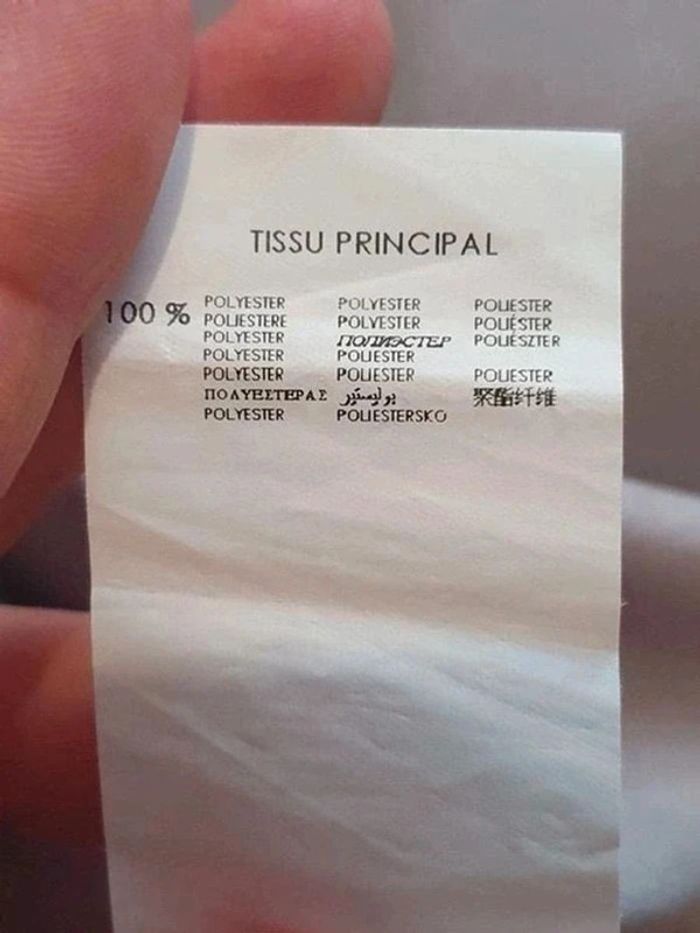 TISSU PRINCIPAL
100 % POLYESTER POLYESTER POLIESTER
POLIESTERE POLYESTER POLIÉSTER
POLYESTER ПОЛИЭСТЕР POLIÉSZTER
POLYESTER POLIESTER
POLYESTER POLIESTER POLIESTER
ΠΟΛΥΕΣΤΕΡΑΣ بوليستير 聚酯纤维
POLYESTER POLIESTERSKO